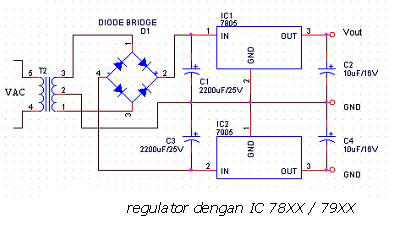 DIODE BRIDGE
D1
IC1
7805
1
IN
OUT
3
Vout
GND
2
T2
5
3
2
4
1
VAC
1
4
2
3
C1
2200uF/25V
C2
10uF/16V
GND
C3
2200uF/25V
IC2
7905
1
GND
2
IN
OUT
3
C4
10uF/16V
GND
regulator dengan IC 78XX / 79XX